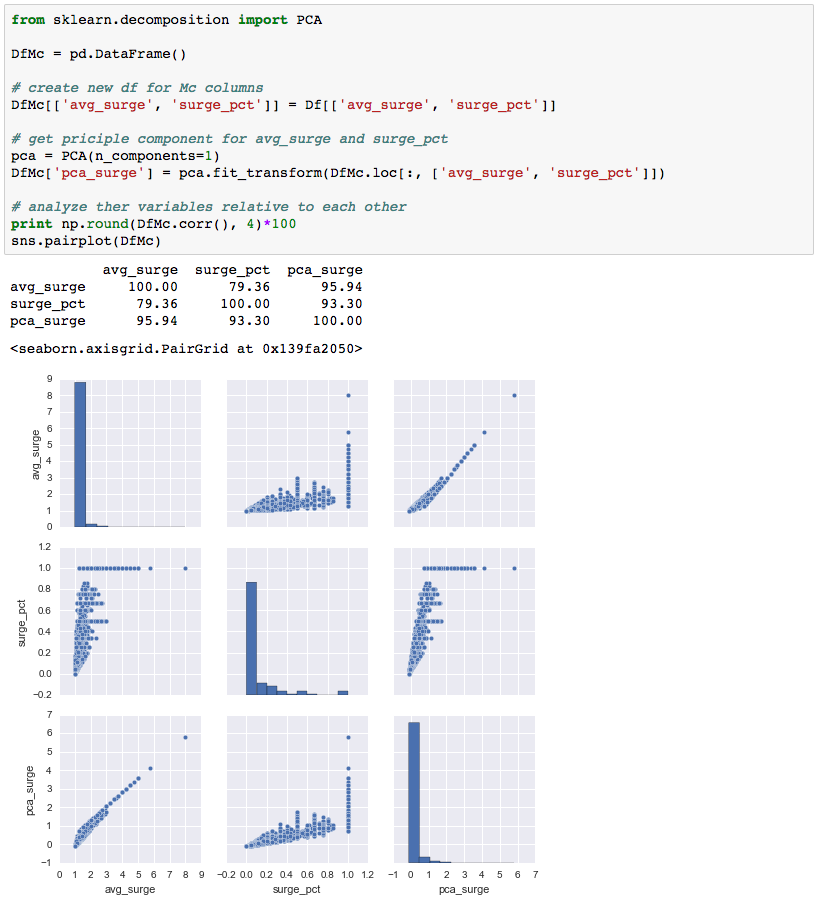 from sklearn.decomposition import PCA
DfMc = pd.DataFrame()
# create new df for Mc columns
DfMc[['avg_surge', 'surge_pct']] = Df[['avg_surge', 'surge_pct']]
# get priciple component for avg_surge and surge_pct
pca = PCA(n_components=1)
DfMc['pca_surge'] = pca.fit_transform(DfMc.loc[:, ['avg_surge', 'surge_pct']])
# analyze ther variables relative to each other
print np.round(DfMc.corr(), 4)*100
sns.pairplot(DfMc)
avg_surge surge_pct pca_surge
avg_surge 100.00 79.36 95.94
surge_pct 79.36 100.00 93.30
pca_surge 95.94 93.30 100.00
<seaborn.axisgrid.PairGrid at 0x139fa2050>
9
8
7
6
5
4
3
2
1
0
avg_surge
1.2
1.0
0.8
0.6
0.4
0.2
0.0
−0.2
surge_pct
7
6
5
4
3
2
1
0
−1
pca_surge
0 1 2 3 4 5 6 7 8 9
−0.2 0.0 0.2 0.4 0.6 0.8 1.0 1.2
−1 0 1 2 3 4 5 6 7
avg_surge
surge_pct
pca_surge